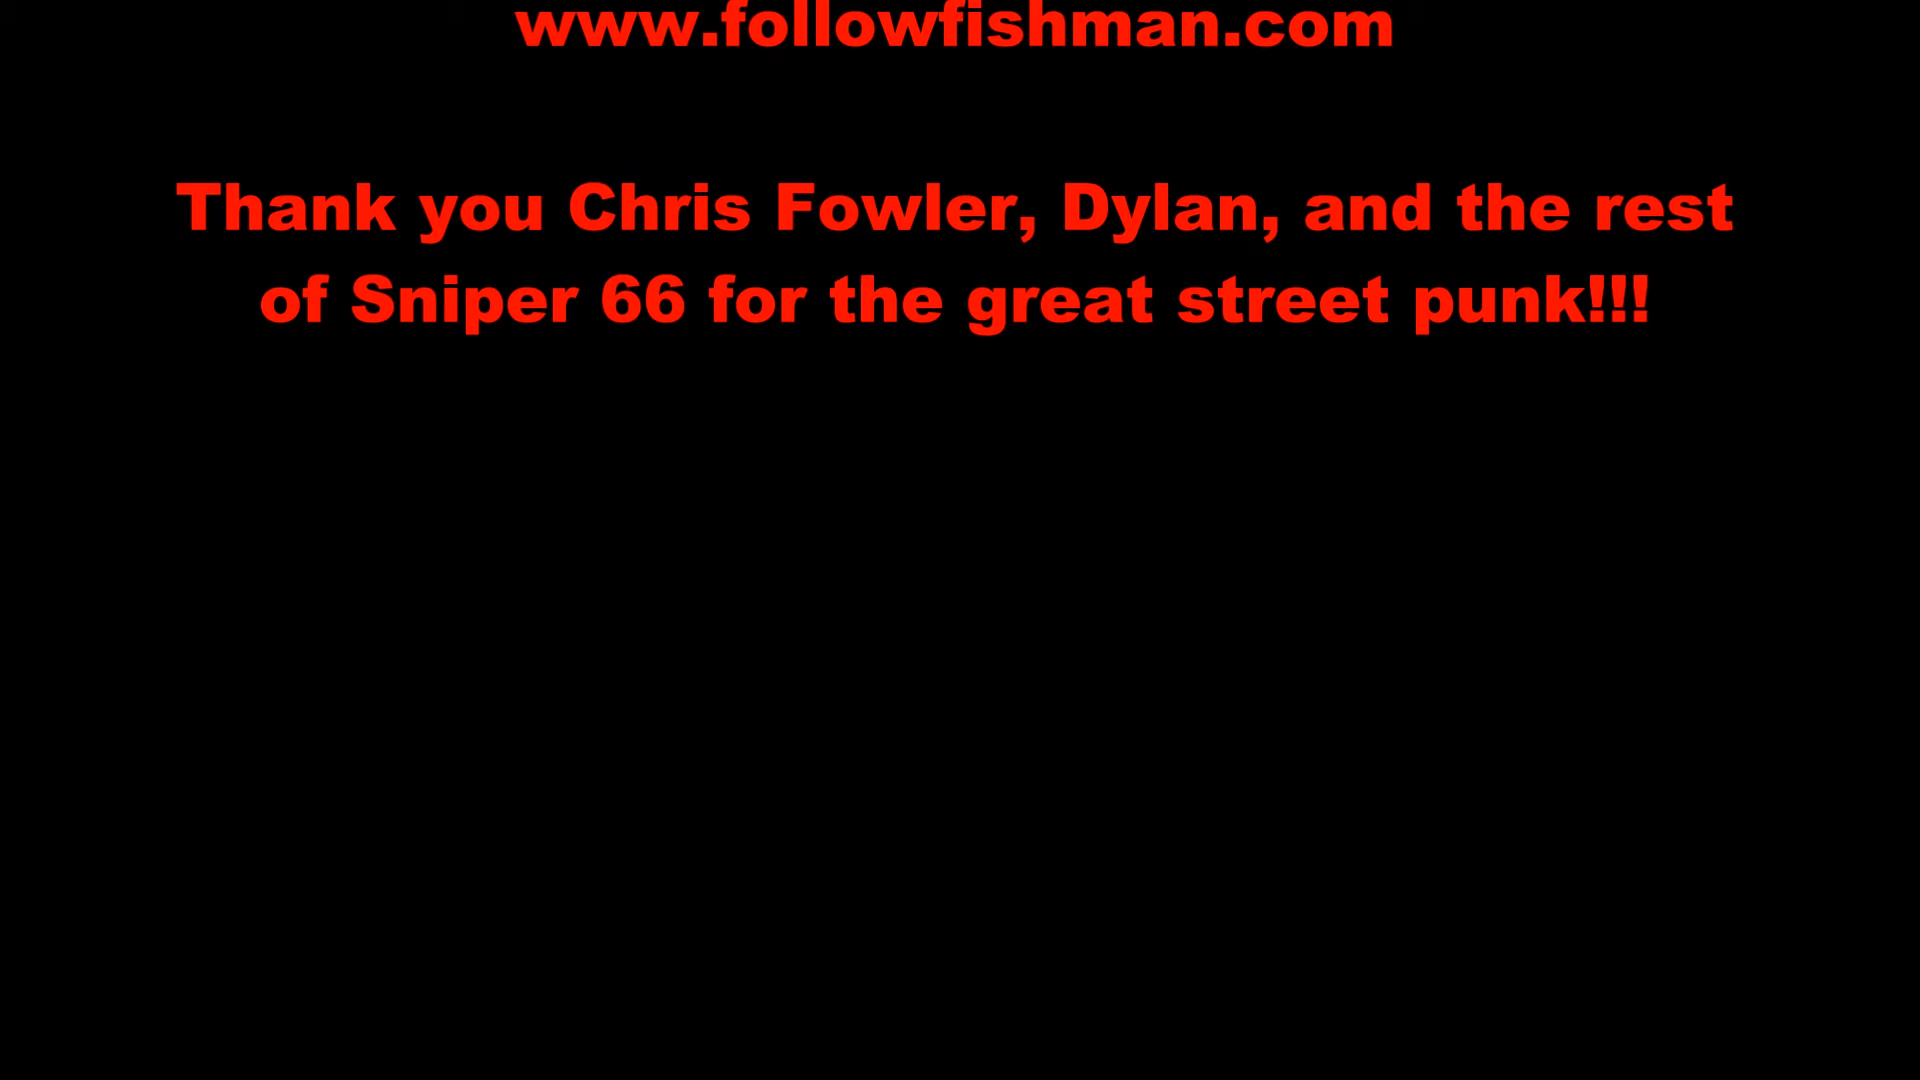 www.followfishman.com
Thank you Chris Fowler, Dylan, and the rest
of Sniper 66 for the great street punk!!!